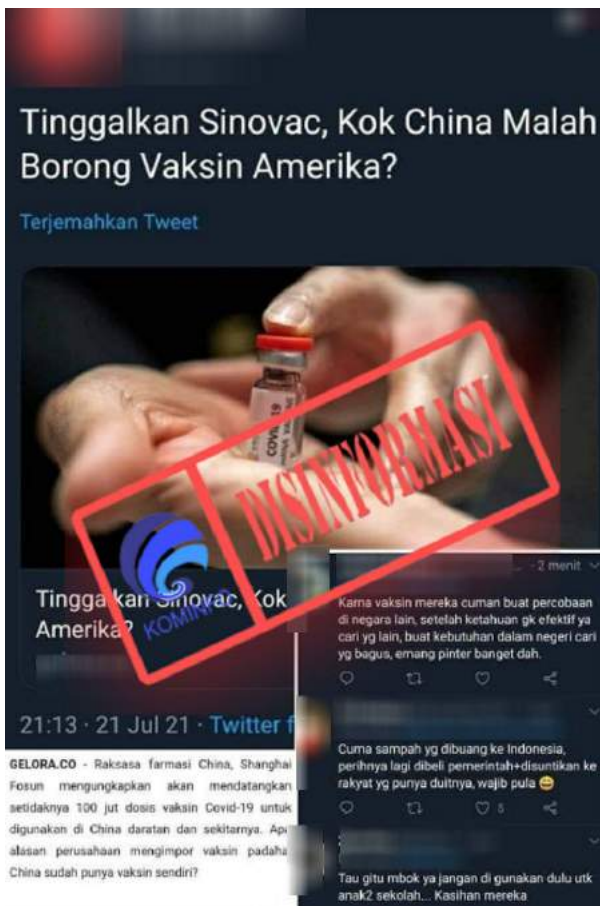 Tinggalkan Sinovac, Kok China Malah
Borong Vaksin Amerika?
Terjemahkan Tweet
COVID-19
DISINFORMASI
KOMINFO
Tinggalkan Sinovac, Kok
Amerika?
21:13 · 21 Jul 21 · Twitter f
GELORA.CO - Raksasa farmasi China, Shanghai
Fosun mengungkapkan akan mendatangkan
setidaknya 100 jut dosis vaksin Covid-19 untuk
digunakan di China daratan dan sekitarnya. Apa
alasan perusahaan mengimpor vaksin padaha
China sudah punya vaksin sendiri?
· 2 menit
Karna vaksin mereka cuman buat percobaan
di negara lain, setelah ketahuan gk efektif ya
cari yg lain, buat kebutuhan dalam negeri cari
yg bagus, emang pinter banget dah.
Cuma sampah yg dibuang ke Indonesia,
perihnya lagi dibeli pemerintah+disuntikan ke
rakyat yg punya duitnya, wajib pula 😄
Tau gitu mbok ya jangan di gunakan dulu utk
anak2 sekolah... Kasihan mereka